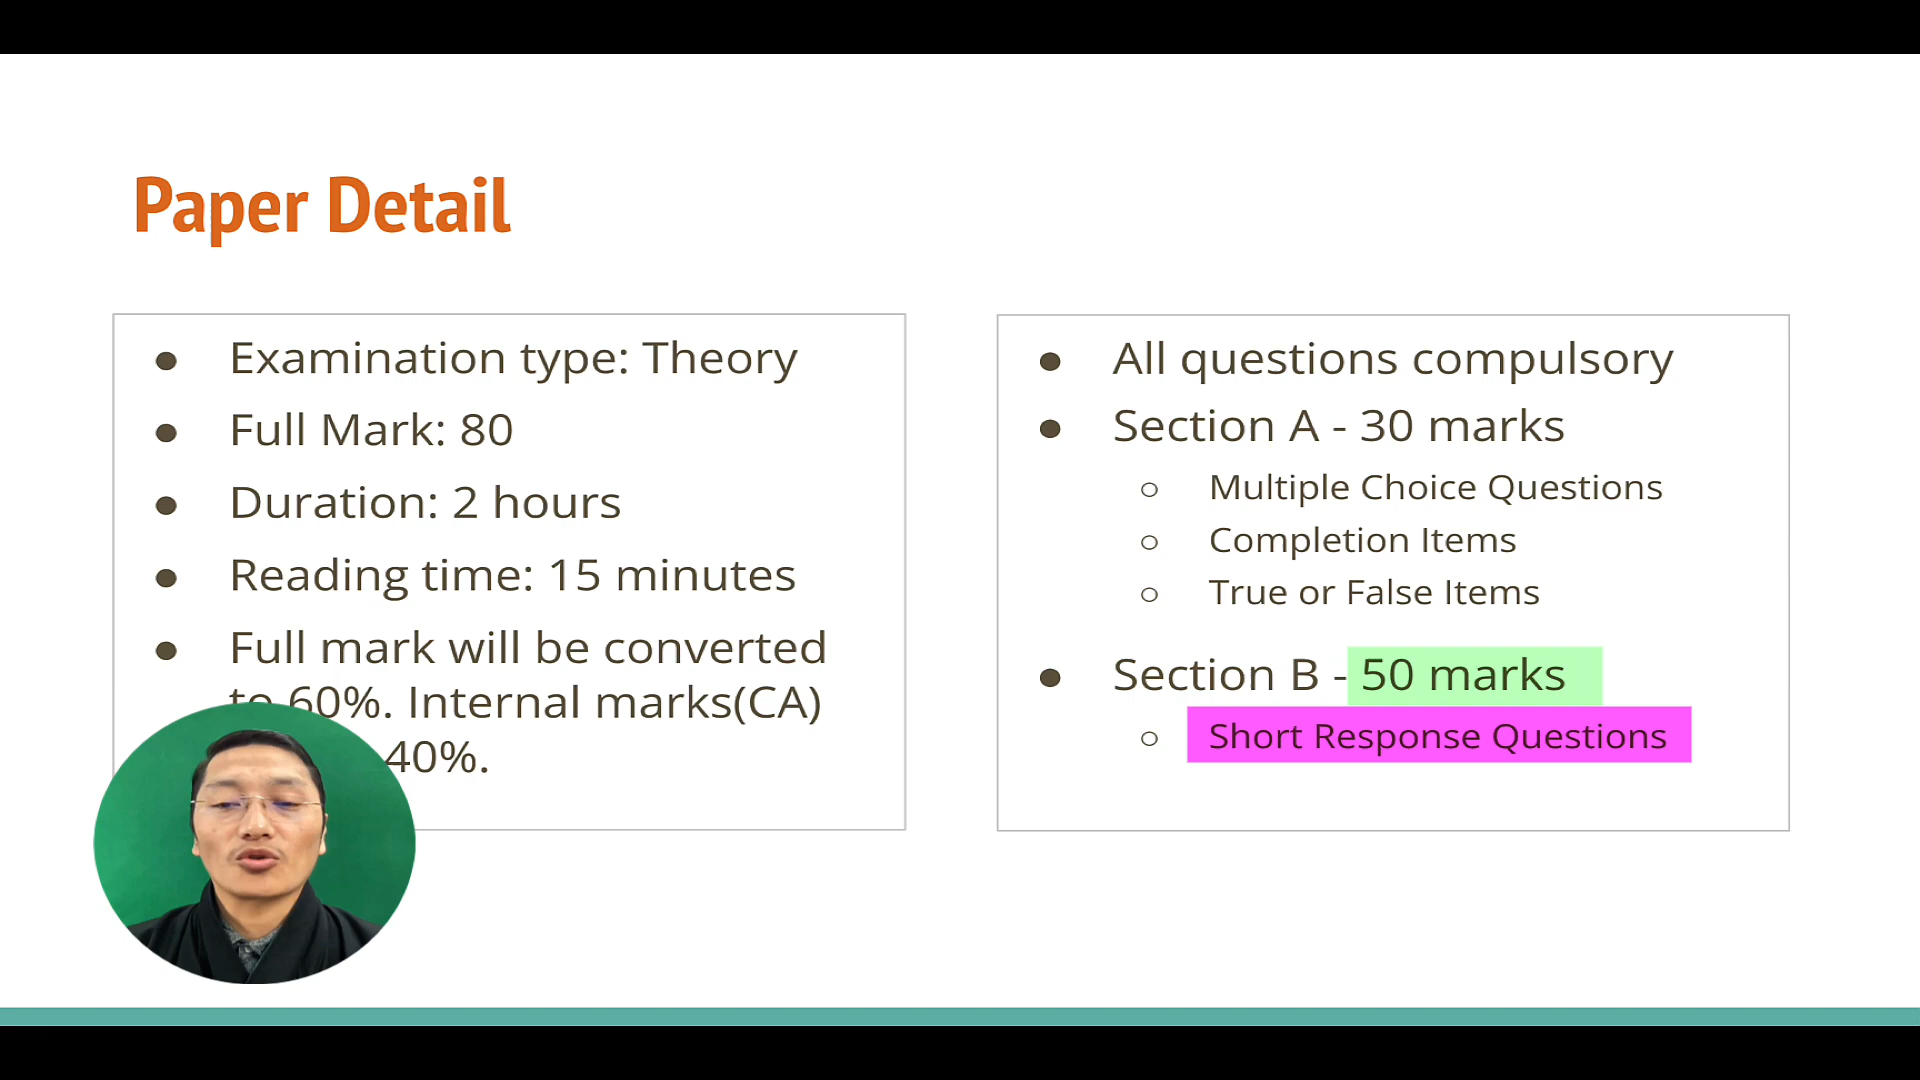 Paper Detail
● Examination type: Theory
● Full Mark: 80
● Duration: 2 hours
● Reading time: 15 minutes
● Full mark will be converted
to 60%. Internal marks(CA)
40%.
● All questions compulsory
● Section A - 30 marks
○ Multiple Choice Questions
○ Completion Items
○ True or False Items
● Section B - 50 marks
○ Short Response Questions